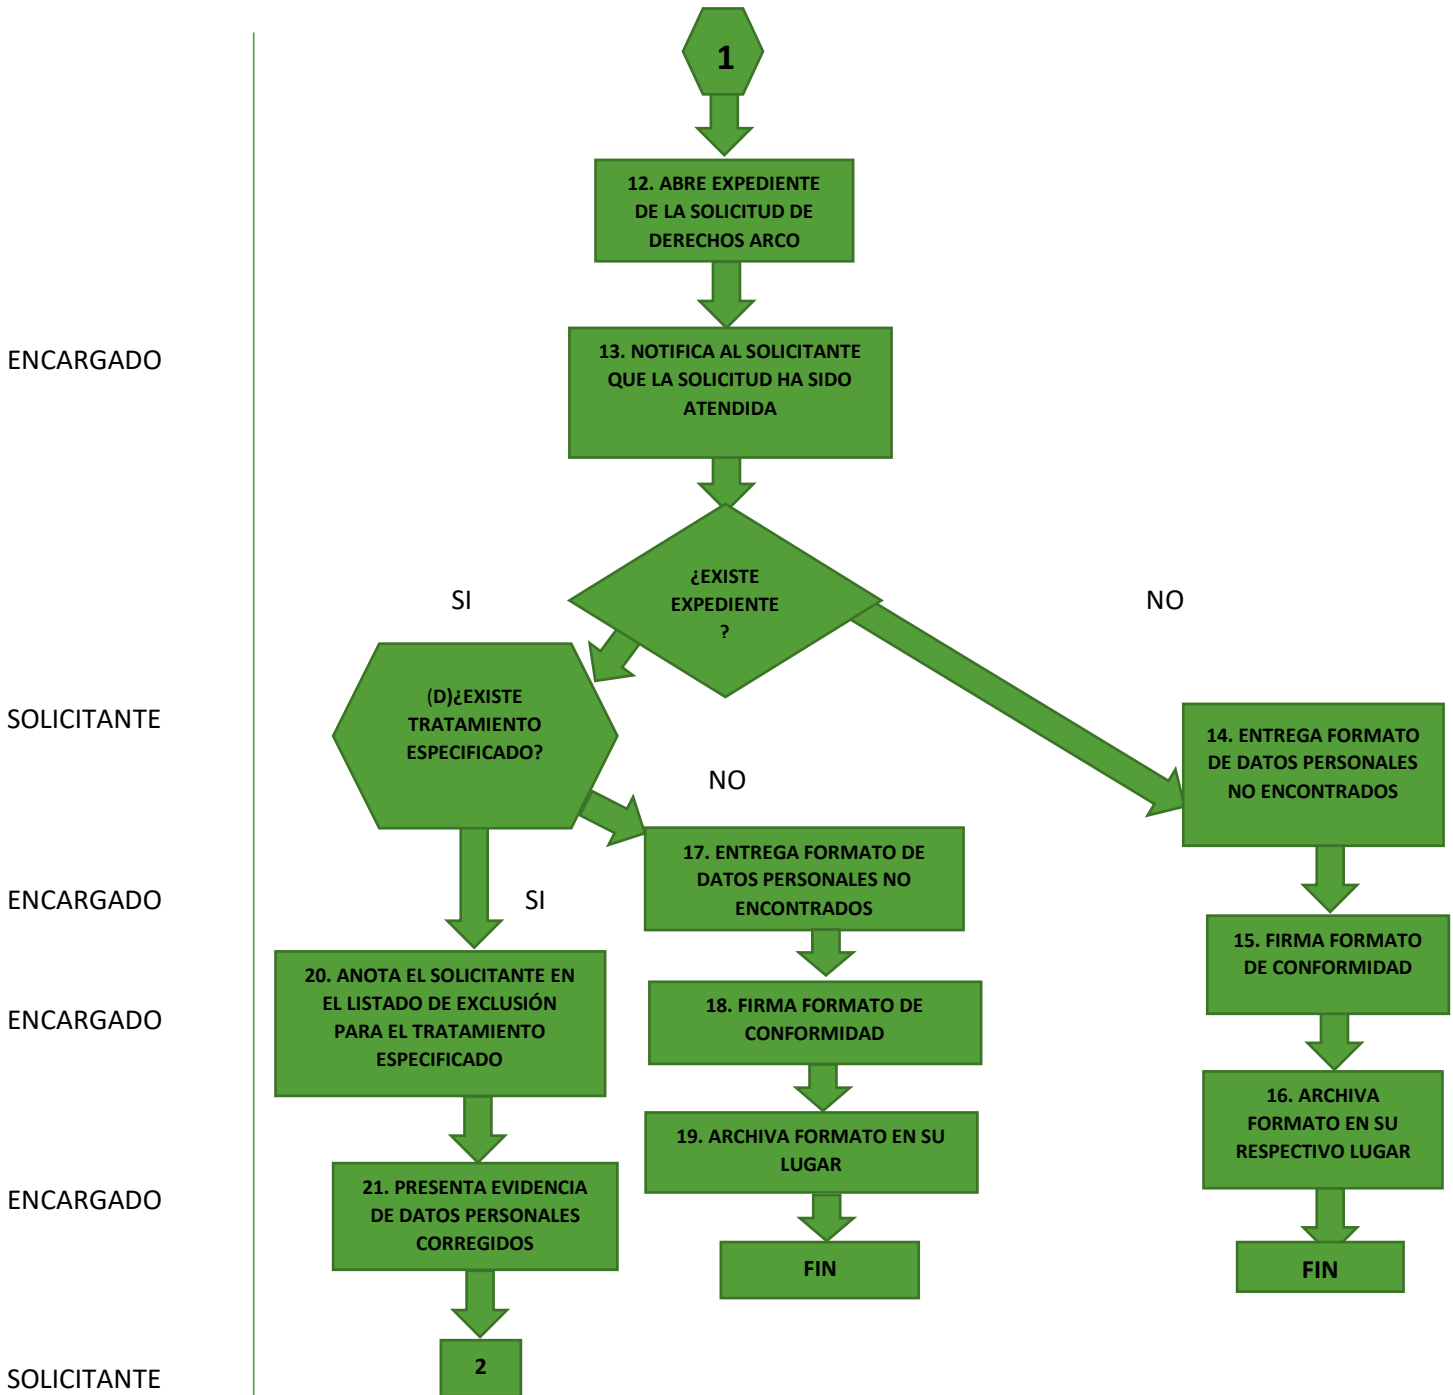 1
12. ABRE EXPEDIENTE
DE LA SOLICITUD DE
DERECHOS ARCO
ENCARGADO
13. NOTIFICA AL SOLICITANTE
QUE LA SOLICITUD HA SIDO
ATENDIDA
¿EXISTE
EXPEDIENTE
?
SI
NO
SOLICITANTE
(D)¿EXISTE
TRATAMIENTO
ESPECIFICADO?
14. ENTREGA FORMATO
DE DATOS PERSONALES
NO ENCONTRADOS
NO
ENCARGADO
SI
17. ENTREGA FORMATO DE
DATOS PERSONALES NO
ENCONTRADOS
15. FIRMA FORMATO
DE CONFORMIDAD
ENCARGADO
20. ANOTA EL SOLICITANTE EN
EL LISTADO DE EXCLUSIÓN
PARA EL TRATAMIENTO
ESPECIFICADO
18. FIRMA FORMATO DE
CONFORMIDAD
16. ARCHIVA
FORMATO EN SU
RESPECTIVO LUGAR
19. ARCHIVA FORMATO EN SU
LUGAR
ENCARGADO
21. PRESENTA EVIDENCIA
DE DATOS PERSONALES
CORREGIDOS
FIN
FIN
2
SOLICITANTE